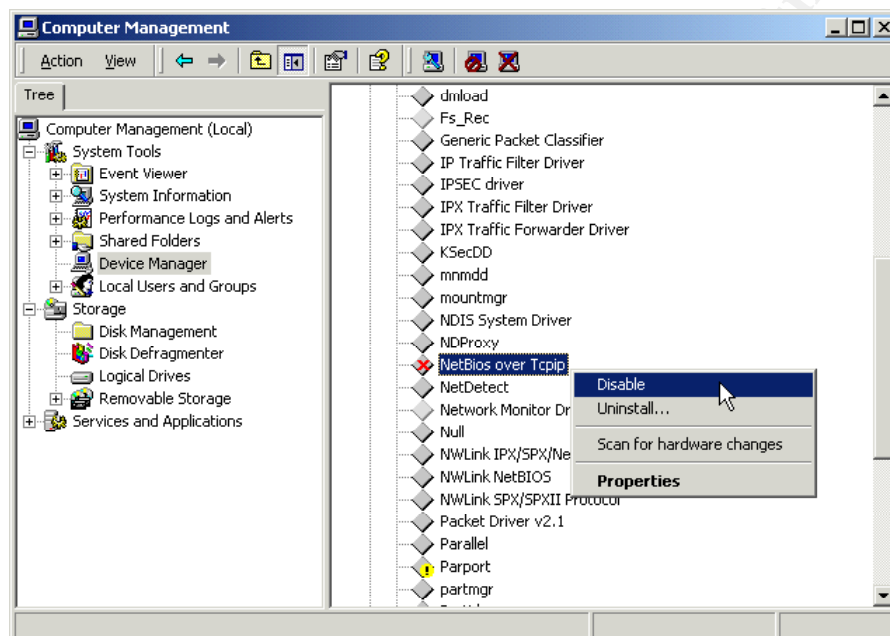 Computer Management
Action View
Tree
Computer Management (Local)
System Tools
Event Viewer
System Information
Performance Logs and Alerts
Shared Folders
Device Manager
Local Users and Groups
Storage
Disk Management
Disk Defragmenter
Logical Drives
Removable Storage
Services and Applications
dmload
Fs_Rec
Generic Packet Classifier
IP Traffic Filter Driver
IPSEC driver
IPX Traffic Filter Driver
IPX Traffic Forwarder Driver
KSecDD
mnmdd
mountmgr
NDIS System Driver
NDProxy
NetBios over Tcpip
NetDetect
Network Monitor Dr
Null
NWLink IPX/SPX/Ne
NWLink NetBIOS
NWLink SPX/SPXII Protocol
Packet Driver v2.1
Parallel
Parport
partmgr
Disable
Uninstall...
Scan for hardware changes
Properties